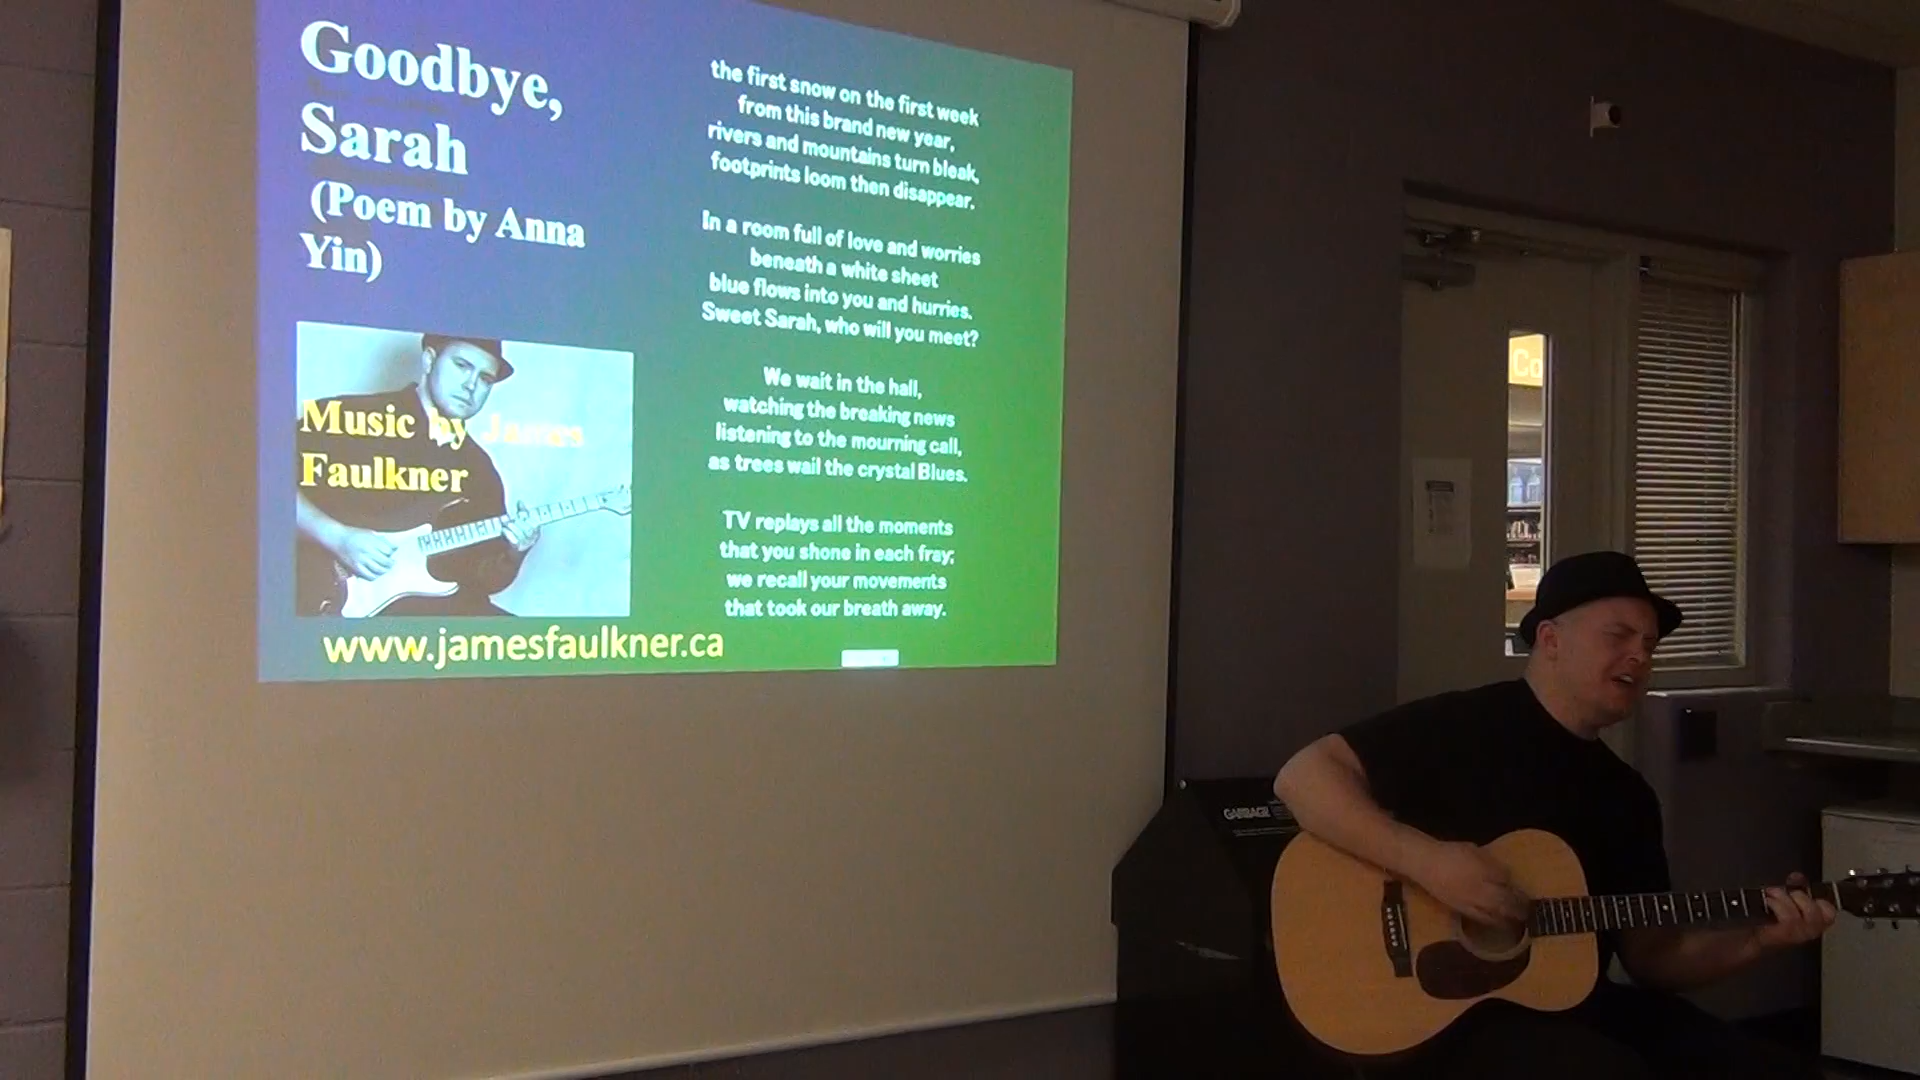 Goodbye,
Sarah
(Poem by Anna
Yin)
Music by James
Faulkner
www.jamesfaulkner.ca
the first snow on the first week
from this brand new year,
rivers and mountains turn bleak,
footprints loom then disappear.
In a room full of love and worries
beneath a white sheet
blue flows into you and hurries.
Sweet Sarah, who will you meet?
We wait in the hall,
watching the breaking news
listening to the mourning call,
as trees wail the crystal Blues.
TV replays all the moments
that you shone in each fray;
we recall your movements
that took our breath away.
Co
GARBAGE